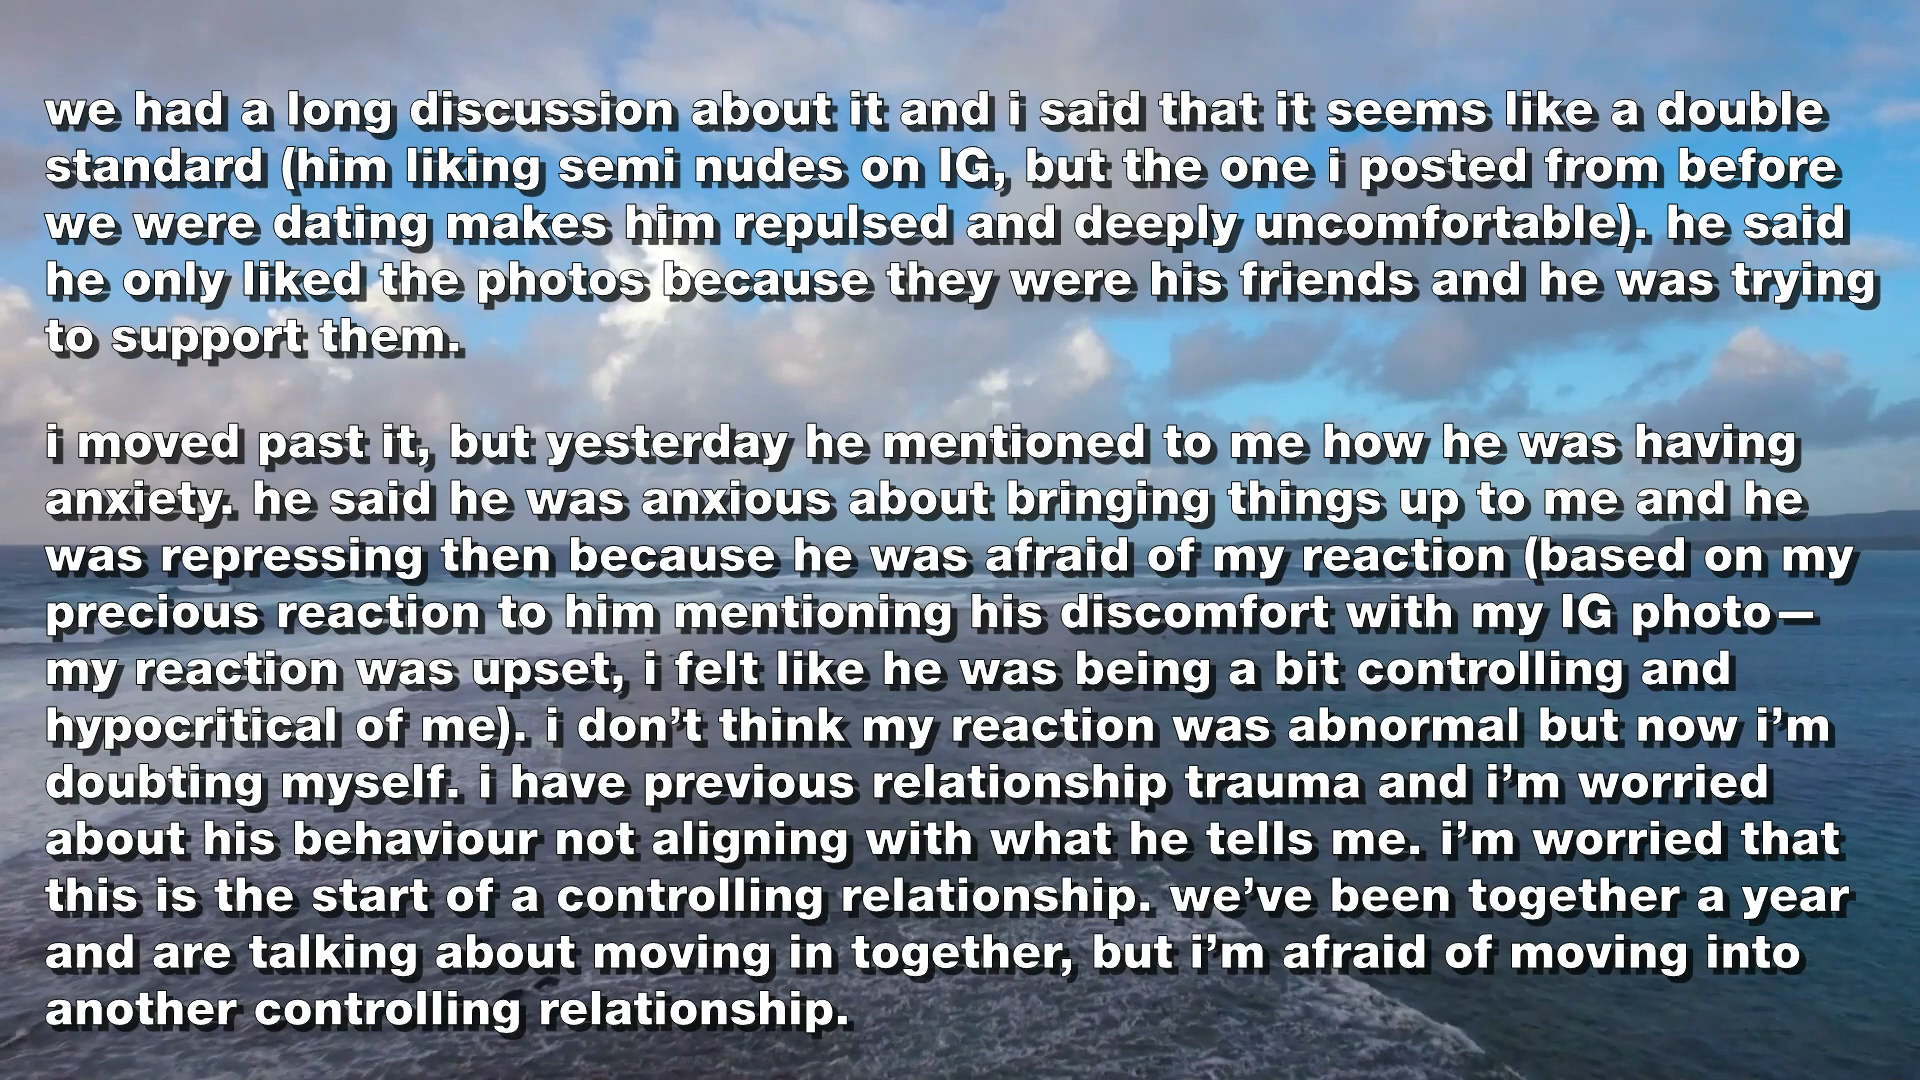 we had a long discussion about it and i said that it seems like a double
standard (him liking semi nudes on IG, but the one i posted from before
we were dating makes him repulsed and deeply uncomfortable). he said
he only liked the photos because they were his friends and he was trying
to support them.
i moved past it, but yesterday he mentioned to me how he was having
anxiety. he said he was anxious about bringing things up to me and he
was repressing then because he was afraid of my reaction (based on my
precious reaction to him mentioning his discomfort with my IG photo—
my reaction was upset, i felt like he was being a bit controlling and
hypocritical of me). i don’t think my reaction was abnormal but now i’m
doubting myself. i have previous relationship trauma and i’m worried
about his behaviour not aligning with what he tells me. i’m worried that
this is the start of a controlling relationship. we’ve been together a year
and are talking about moving in together, but i’m afraid of moving into
another controlling relationship.